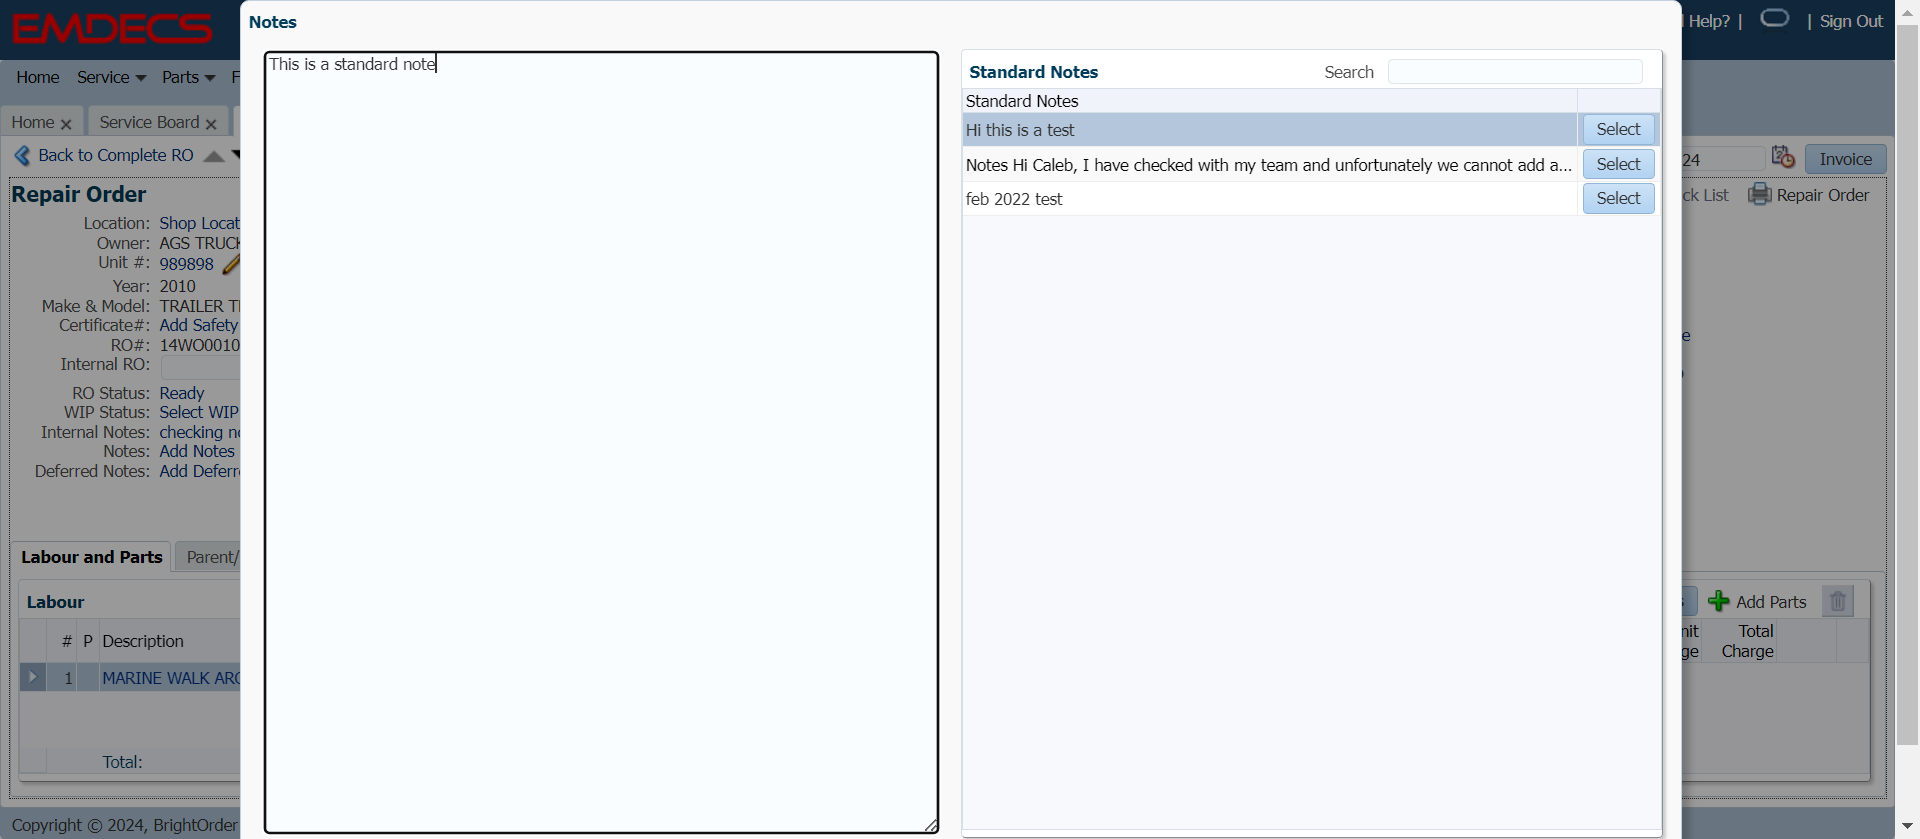 EMDECS
Help? |
| Sign Out
Home Service Parts F
Home Service Board
Back to Complete RO
24
Invoice
Repair Order
ck List Repair Order
Location: Shop Locat
Owner: AGS TRUCK
Unit #: 989898
Year: 2010
Make & Model: TRAILER T
Certificate#: Add Safety
RO#: 14WO0010
Internal RO:
RO Status: Ready
WIP Status: Select WIP
Internal Notes: checking no
Notes: Add Notes
Deferred Notes: Add Deferr
Labour and Parts Parent/
Labour
# P Description
1 MARINE WALK ARO
Total:
Copyright © 2024, BrightOrder
Notes
This is a standard note
Standard Notes Search
Standard Notes
Hi this is a test Select
Notes Hi Caleb, I have checked with my team and unfortunately we cannot add a... Select
feb 2022 test Select
e
s Add Parts
nit Total
ge Charge